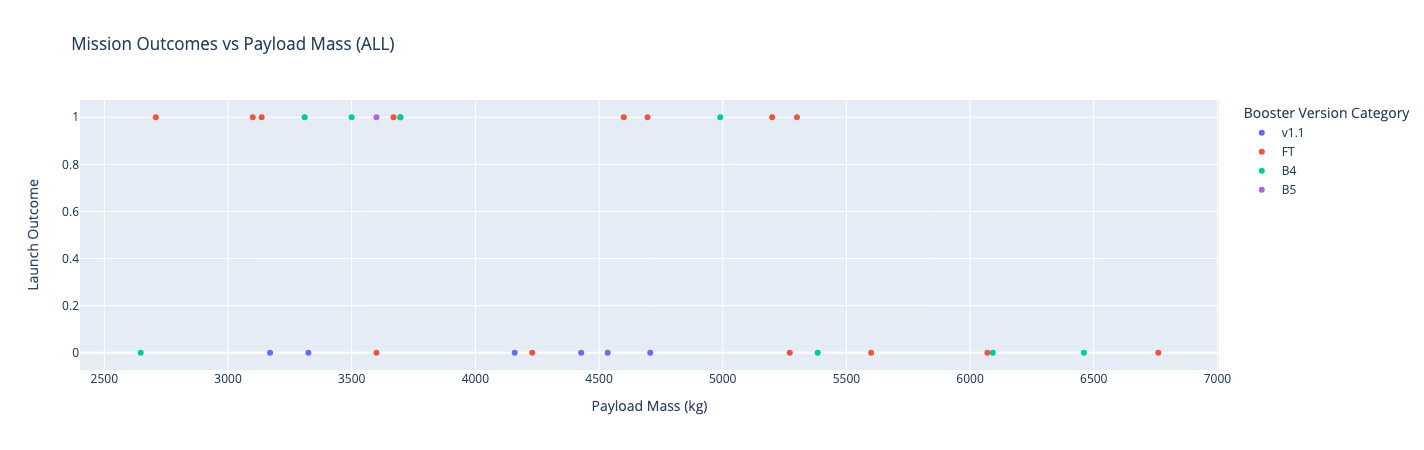 Mission Outcomes vs Payload Mass (ALL)
Launch Outcome
1
0.8
0.6
0.4
0.2
0
2500 3000 3500 4000 4500 5000 5500 6000 6500 7000
Payload Mass (kg)
Booster Version Category
v1.1
FT
B4
B5